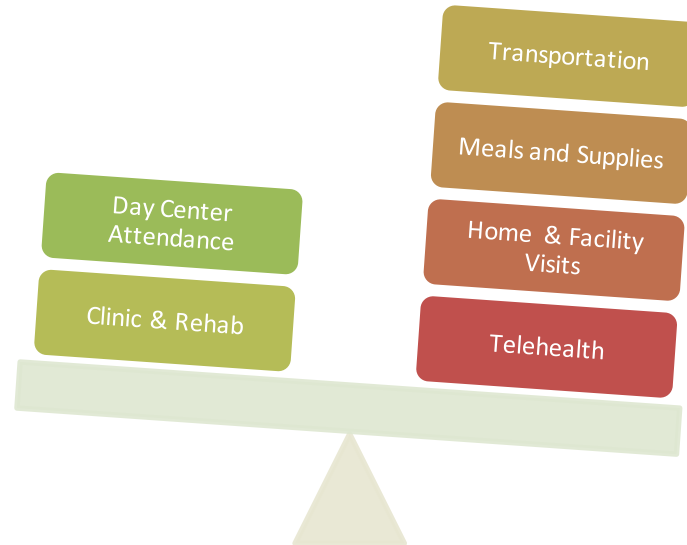 Day Center
Attendance
Clinic & Rehab
Transportation
Meals and Supplies
Home & Facility
Visits
Telehealth